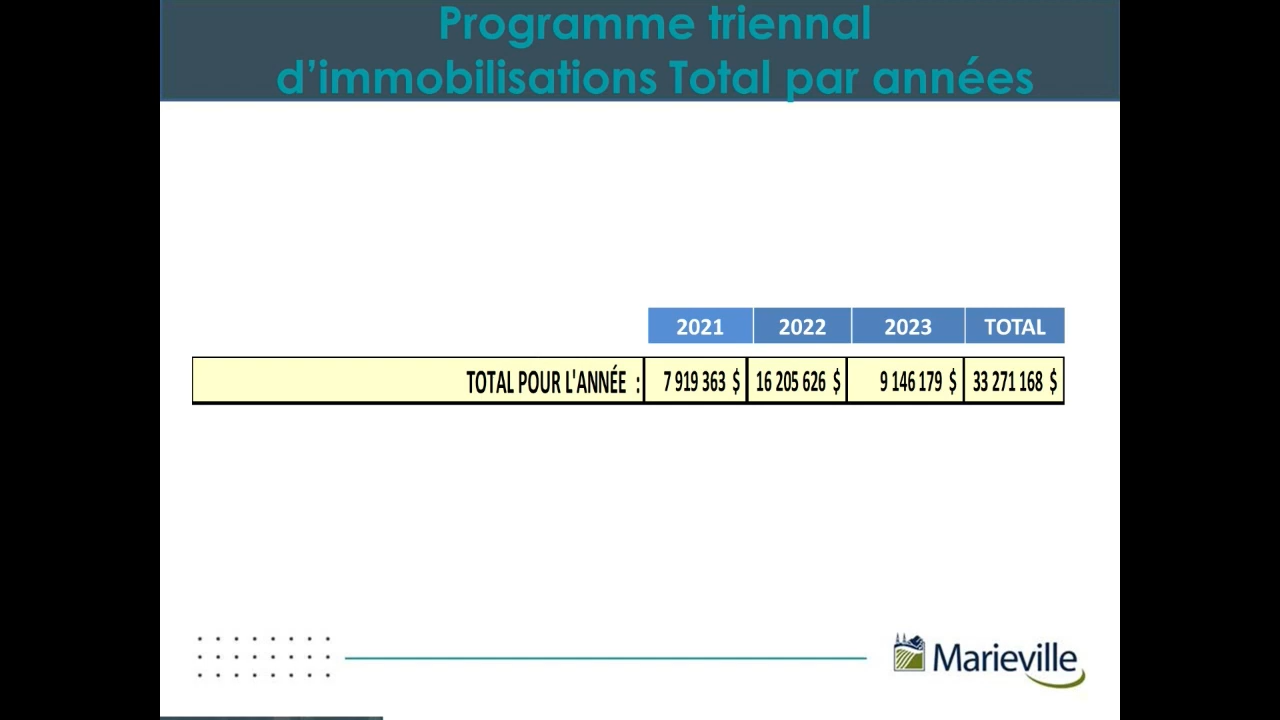 Programme triennal
d’immobilisations Total par années
2021 2022 2023 TOTAL
TOTAL POUR L'ANNÉE : 7 919 363 $ 16 205 626 $ 9 146 179 $ 33 271 168 $
Marieville